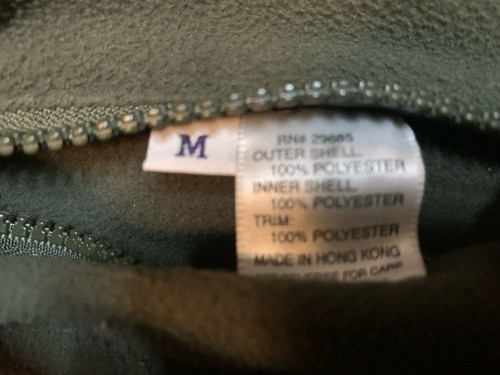 M
RN# 29685
OUTER SHELL
100% POLYESTER
INNER SHELL
100% POLYESTER
TRIM:
100% POLYESTER
MADE IN HONG KONG
REVERSE FOR CARE